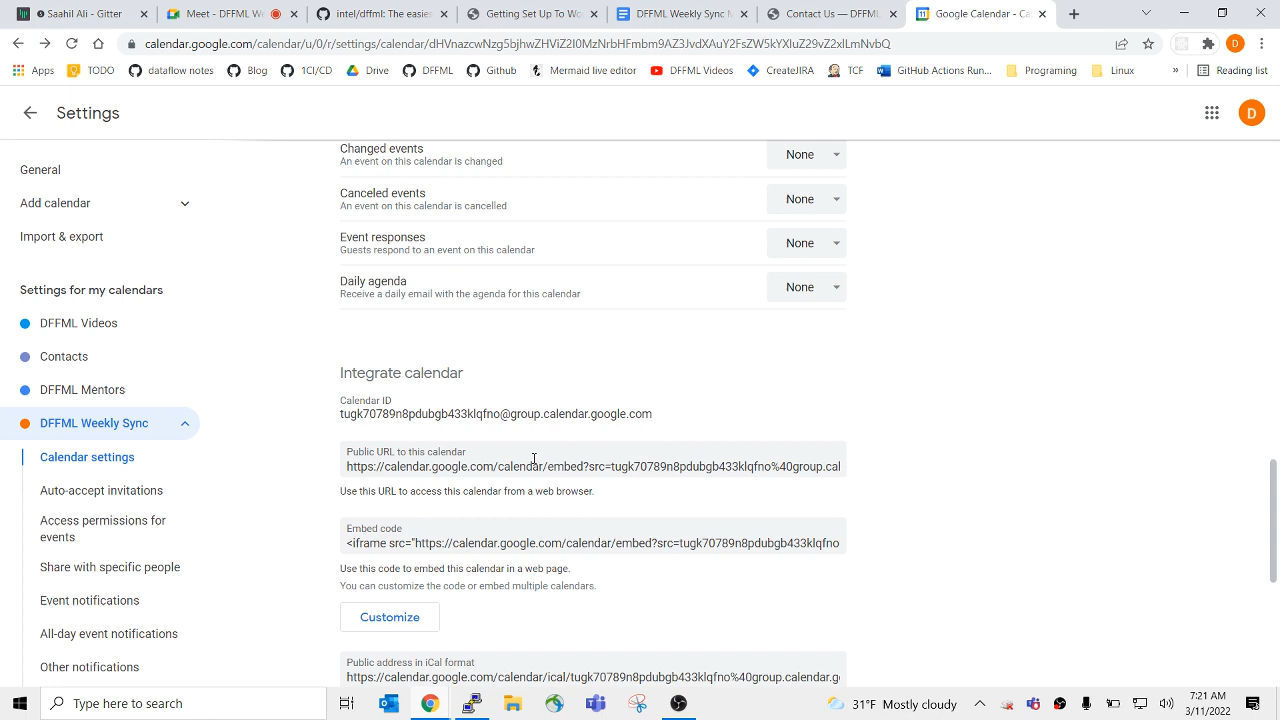 Sahil Ali - Gitter
Meet - DFFML We
intel/dffml: The easies
Getting Set Up To Wo
DFFML Weekly Sync M
Contact Us — DFFML
Google Calendar - Ca
Apps
TODO
dataflow notes
Blog
1CI/CD
Drive
DFFML
Github
Mermaid live editor
DFFML Videos
CreateJIRA
TCF
GitHub Actions Run...
Programing
Linux
»
Reading list
D
Settings
D
General
Add calendar
Import & export
Settings for my calendars
DFFML Videos
Contacts
DFFML Mentors
DFFML Weekly Sync
Calendar settings
Auto-accept invitations
Access permissions for
events
Share with specific people
Event notifications
All-day event notifications
Other notifications
Changed events
None
An event on this calendar is changed
Canceled events
None
An event on this calendar is cancelled
Event responses
None
Guests respond to an event on this calendar
Daily agenda
None
Receive a daily email with the agenda for this calendar
Integrate calendar
Calendar ID
tugk70789n8pdubgb433klqfno@group.calendar.google.com
Public URL to this calendar
https://calendar.google.com/calendar/embed?src=tugk70789n8pdubgb433klqfno%40group.cal
Use this URL to access this calendar from a web browser.
Embed code
<iframe src="https://calendar.google.com/calendar/embed?src=tugk70789n8pdubgb433klqfno
Use this code to embed this calendar in a web page.
You can customize the code or embed multiple calendars.
Customize
Public address in iCal format
https://calendar.google.com/calendar/ical/tugk70789n8pdubgb433klqfno%40group.calendar.g
Type here to search
31°F Mostly cloudy
7:21 AM
3/11/2022